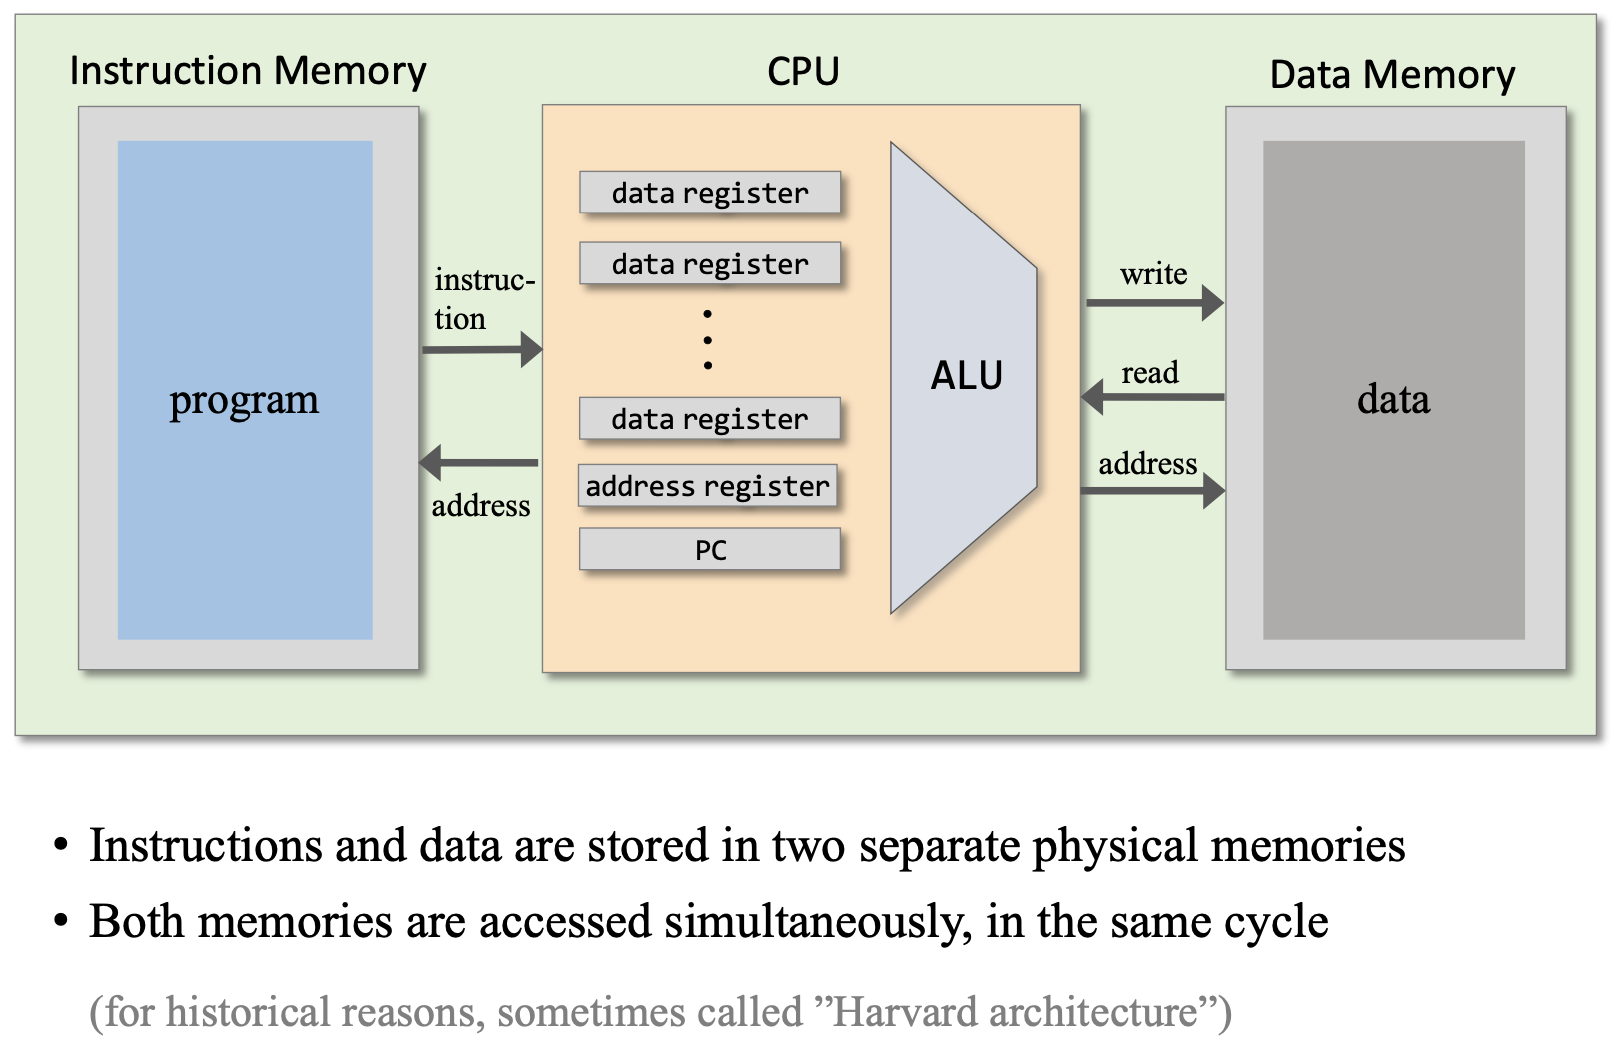 Instruction Memory
CPU
Data Memory
program
instruc-
tion
address
data register
data register
data register
address register
PC
ALU
write
read
address
data
• Instructions and data are stored in two separate physical memories
• Both memories are accessed simultaneously, in the same cycle
(for historical reasons, sometimes called ”Harvard architecture”)